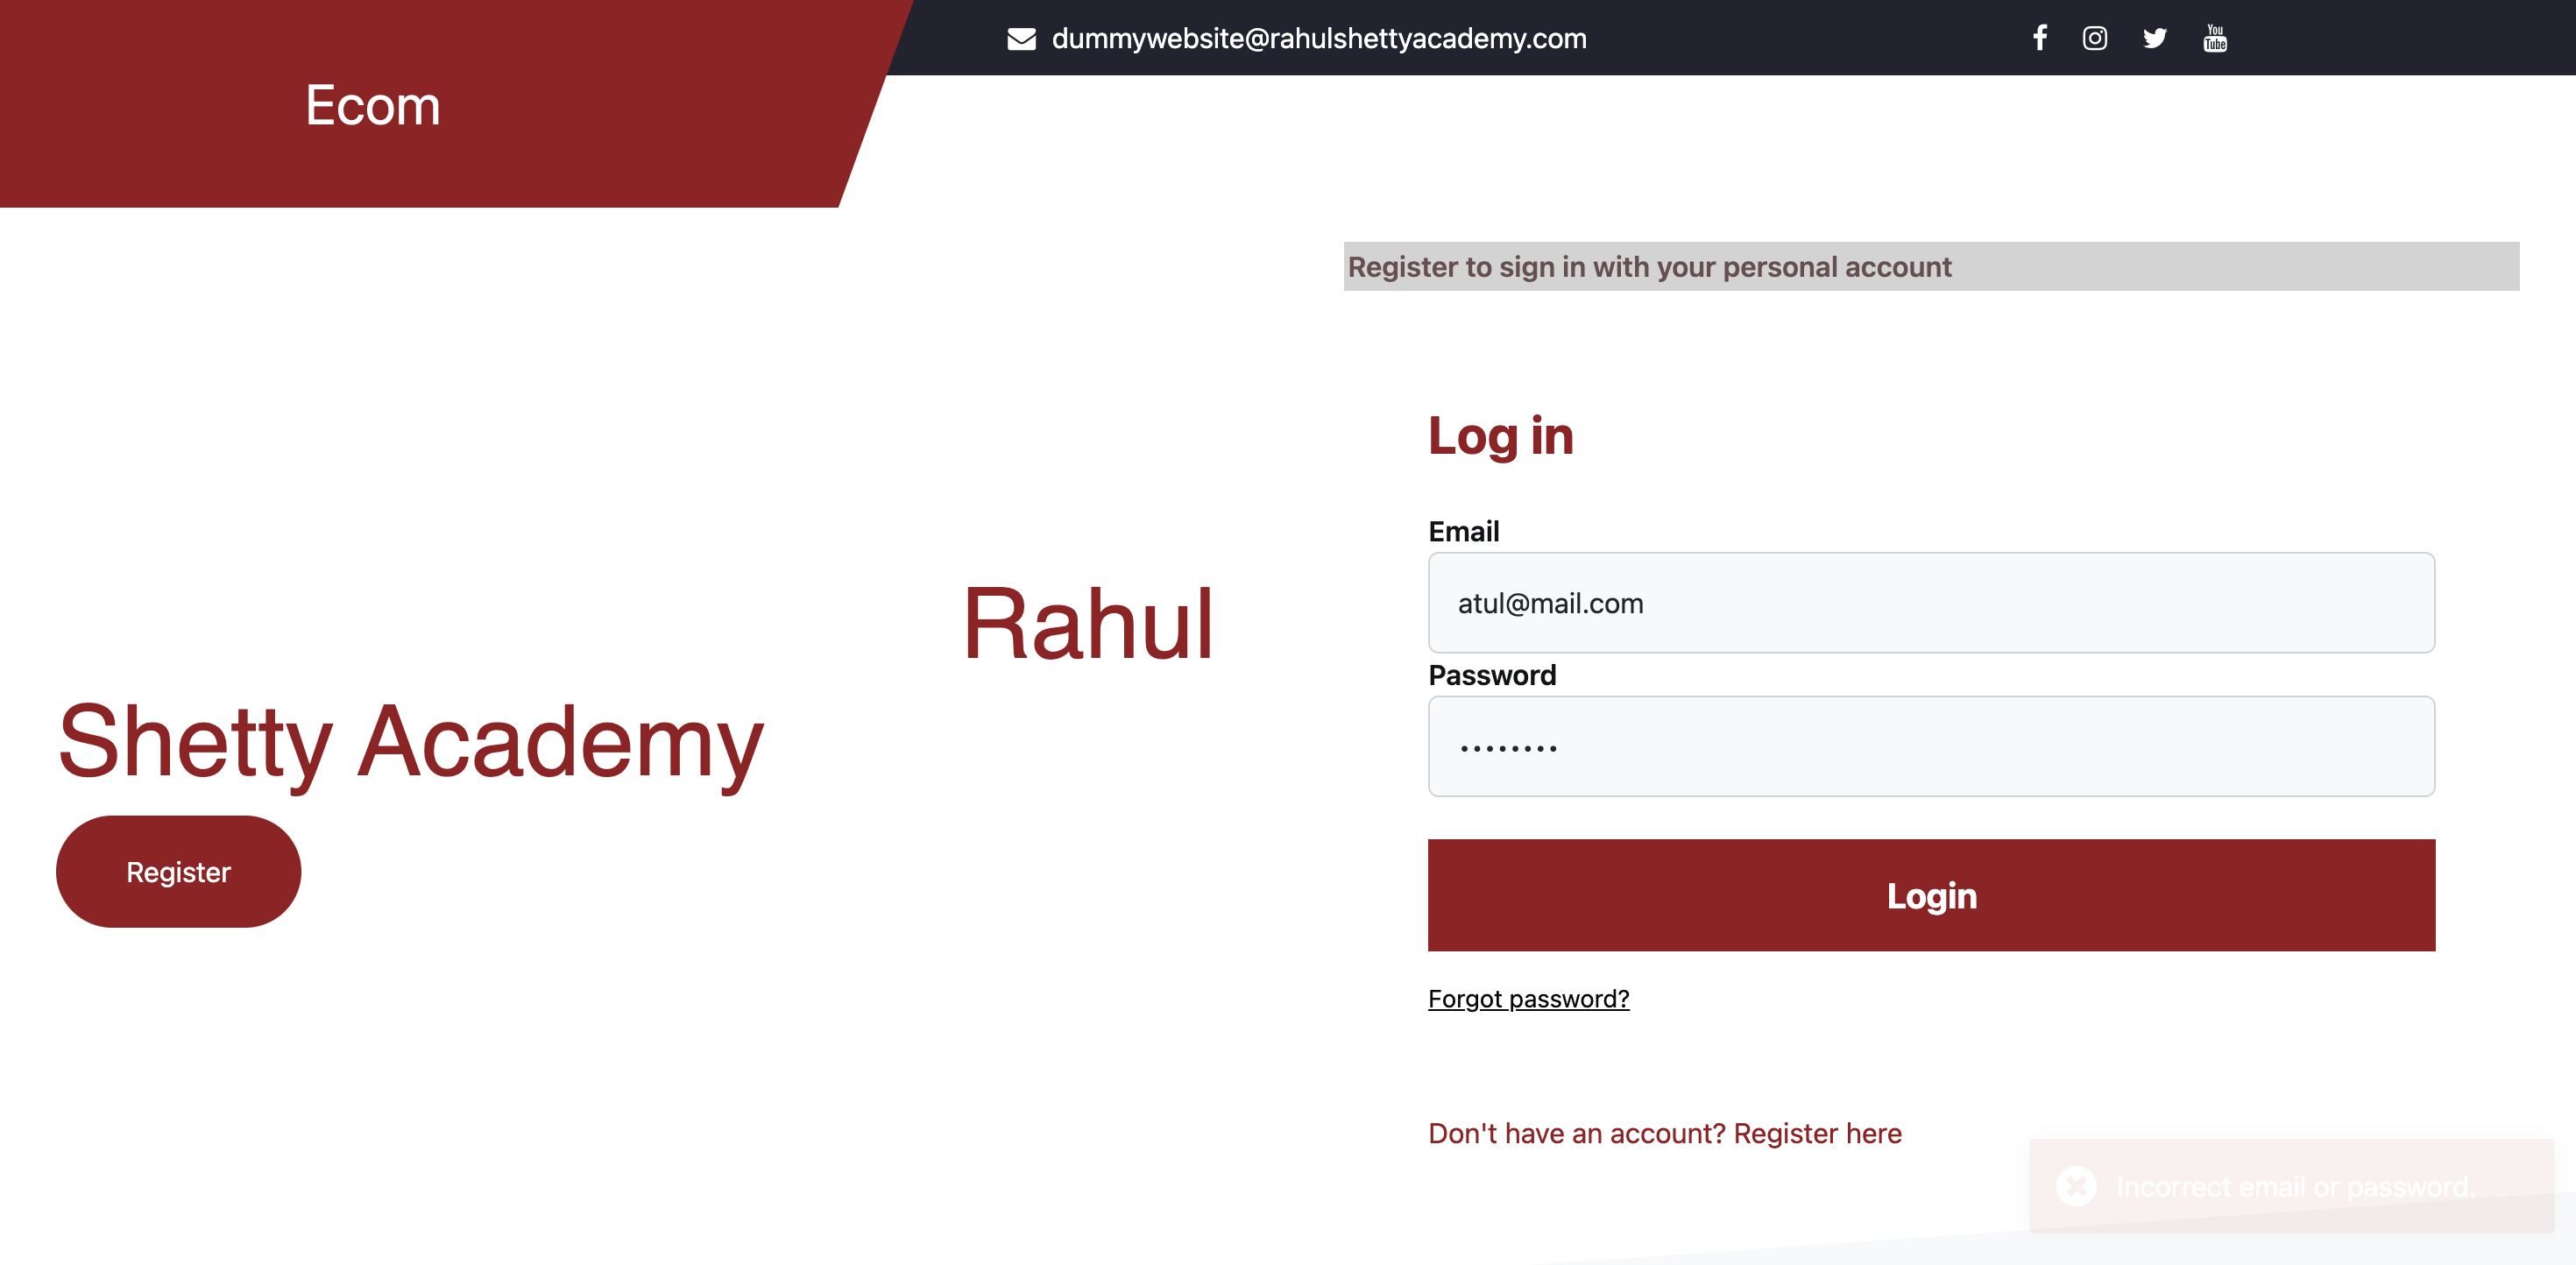 dummywebsite@rahulshettyacademy.com
You
Tube
Ecom
Register to sign in with your personal account
Log in
Email
atul@mail.com
Password
Rahul
Shetty Academy
Register
Login
Forgot password?
Don't have an account? Register here
Incorrect email or password.